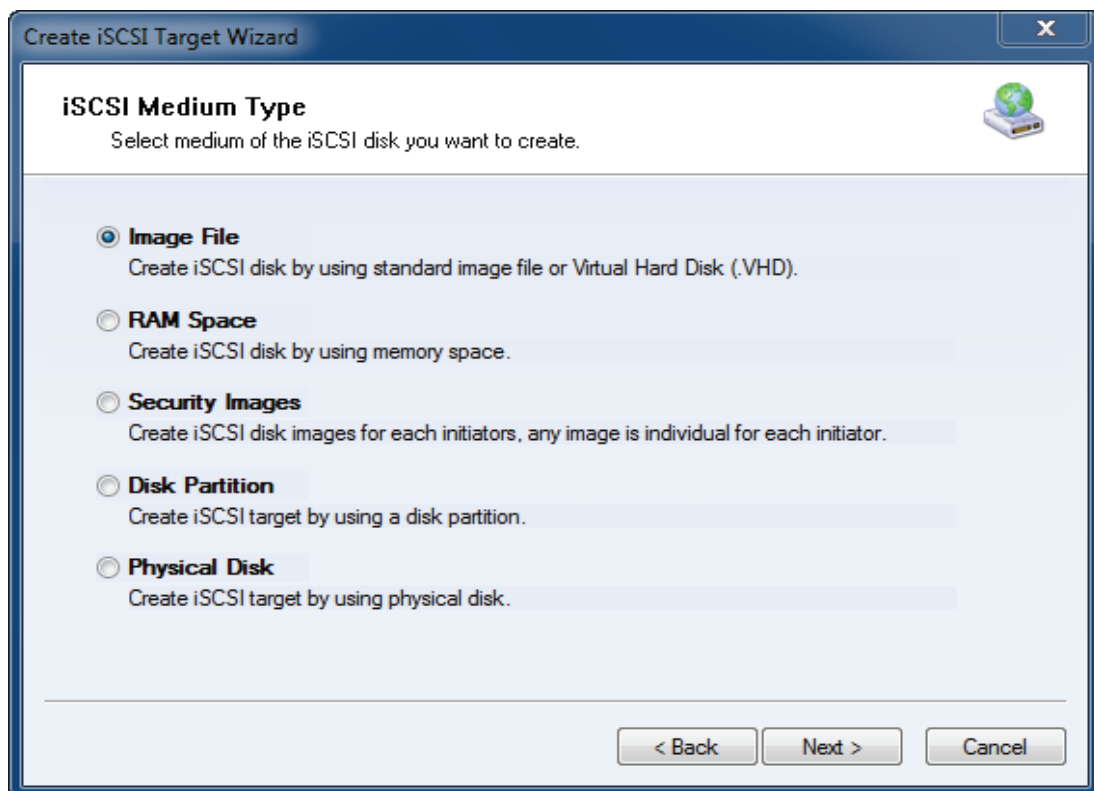 Create iSCSI Target Wizard
X
iSCSI Medium Type
Select medium of the iSCSI disk you want to create.
Image File
Create iSCSI disk by using standard image file or Virtual Hard Disk (.VHD).
RAM Space
Create iSCSI disk by using memory space.
Security Images
Create iSCSI disk images for each initiators, any image is individual for each initiator.
Disk Partition
Create iSCSI target by using a disk partition.
Physical Disk
Create iSCSI target by using physical disk.
< Back Next > Cancel